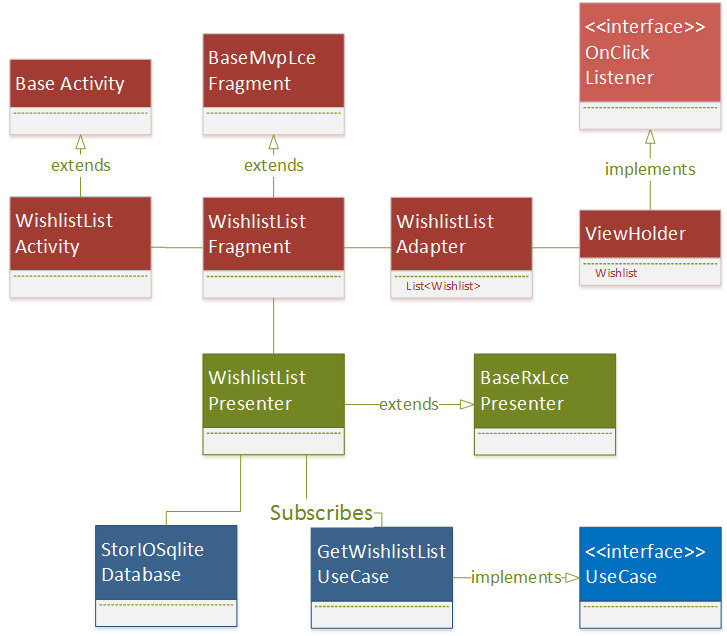 <<interface>>
OnClick
Listener
BaseMvpLce
Fragment
Base Activity
extends
extends
implements
WishlistList
Activity
WishlistList
Fragment
WishlistList
Adapter
List<Wishlist>
ViewHolder
Wishlist
WishlistList
Presenter
extends
BaseRxLce
Presenter
Subscribes
StorIOSqlite
Database
GetWishlistList
UseCase
implements
<<interface>>
UseCase